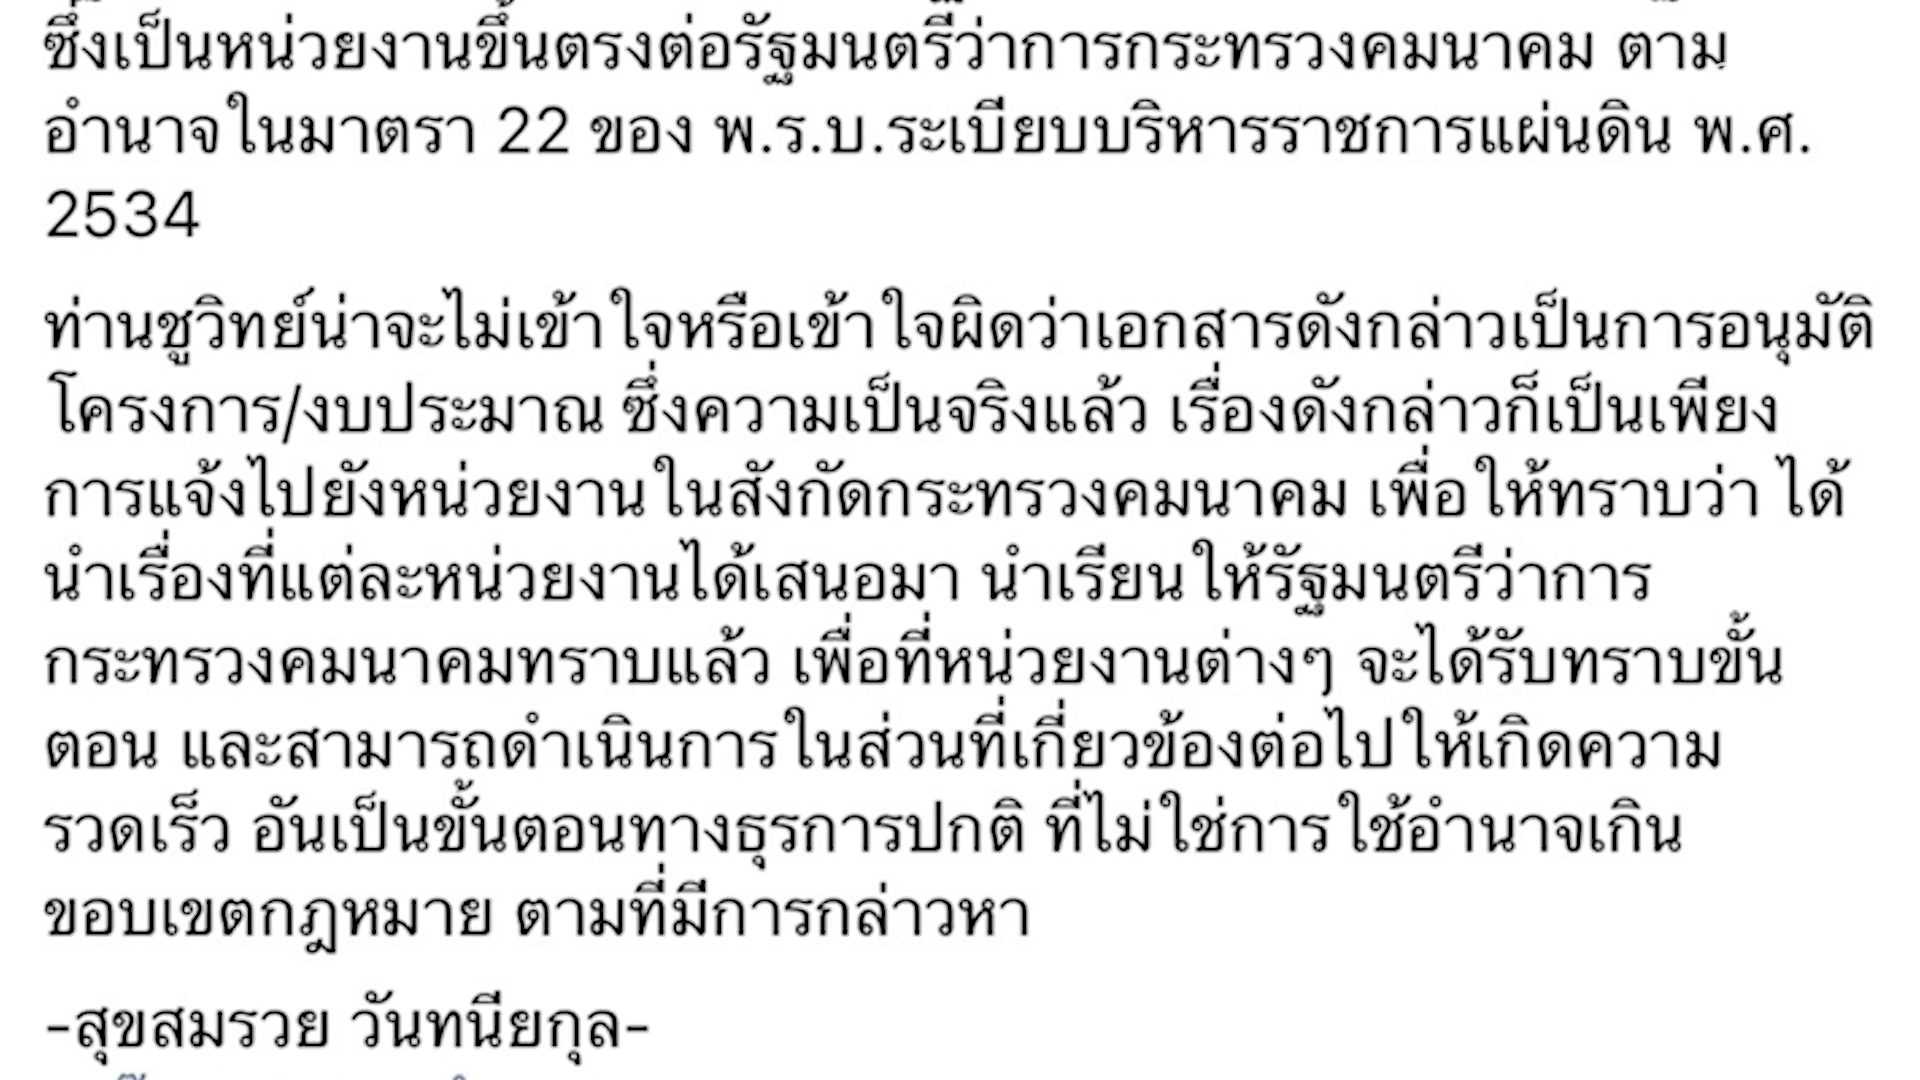 ซึ่งเป็นหน่วยงานขึ้นตรงต่อรัฐมนตรีว่าการกระทรวงคมนาคม ตาม
อำนาจในมาตรา 22 ของ พ.ร.บ.ระเบียบบริหารราชการแผ่นดิน พ.ศ.
2534
ท่านชูวิทย์น่าจะไม่เข้าใจหรือเข้าใจผิดว่าเอกสารดังกล่าวเป็นการอนุมัติ
โครงการ/งบประมาณ ซึ่งความเป็นจริงแล้ว เรื่องดังกล่าวก็เป็นเพียง
การแจ้งไปยังหน่วยงานในสังกัดกระทรวงคมนาคม เพื่อให้ทราบว่า ได้
นำเรื่องที่แต่ละหน่วยงานได้เสนอมา นำเรียนให้รัฐมนตรีว่าการ
กระทรวงคมนาคมทราบแล้ว เพื่อที่หน่วยงานต่างๆ จะได้รับทราบขั้น
ตอน และสามารถดำเนินการในส่วนที่เกี่ยวข้องต่อไปให้เกิดความ
รวดเร็ว อันเป็นขั้นตอนทางธุรการปกติ ที่ไม่ใช่การใช้อำนาจเกิน
ขอบเขตกฎหมาย ตามที่มีการกล่าวหา
-สุขสมรวย วันทนียกุล-